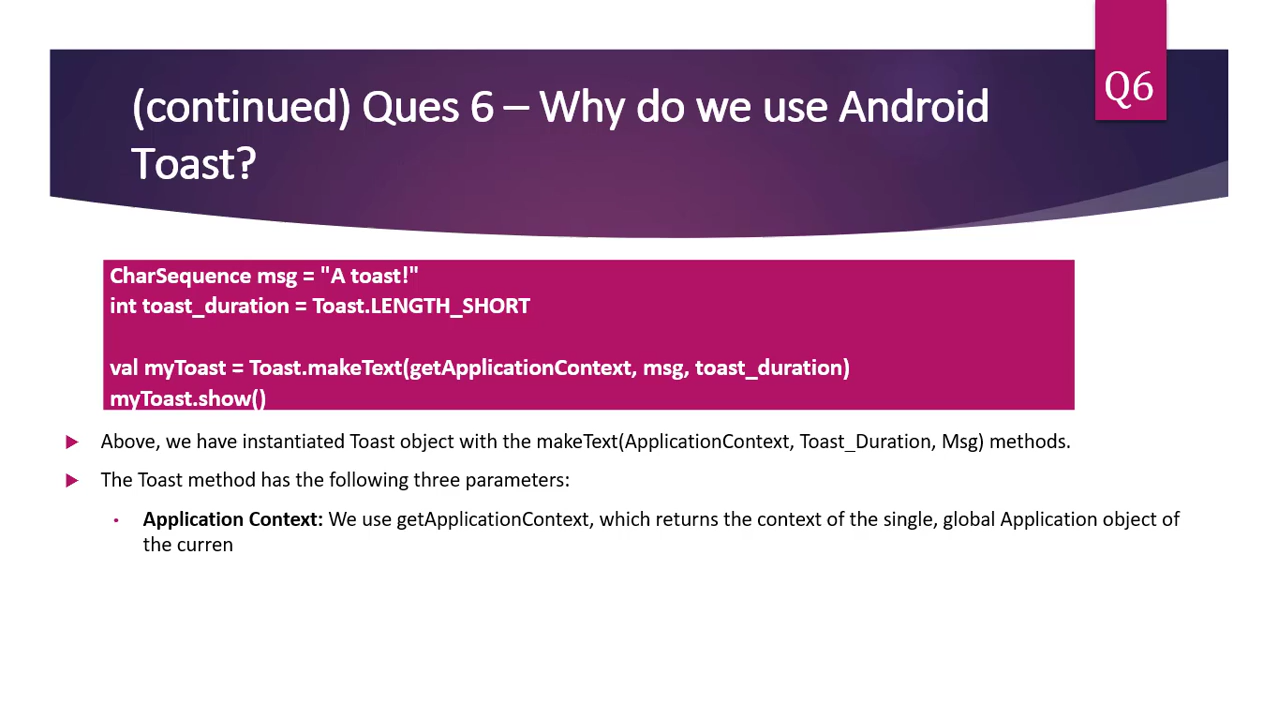 (continued) Ques 6 – Why do we use Android
Toast?
Q6
CharSequence msg = "A toast!"
int toast_duration = Toast.LENGTH_SHORT
val myToast = Toast.makeText(getApplicationContext, msg, toast_duration)
myToast.show()
Above, we have instantiated Toast object with the makeText(ApplicationContext, Toast_Duration, Msg) methods.
The Toast method has the following three parameters:
Application Context: We use getApplicationContext, which returns the context of the single, global Application object of
the curren